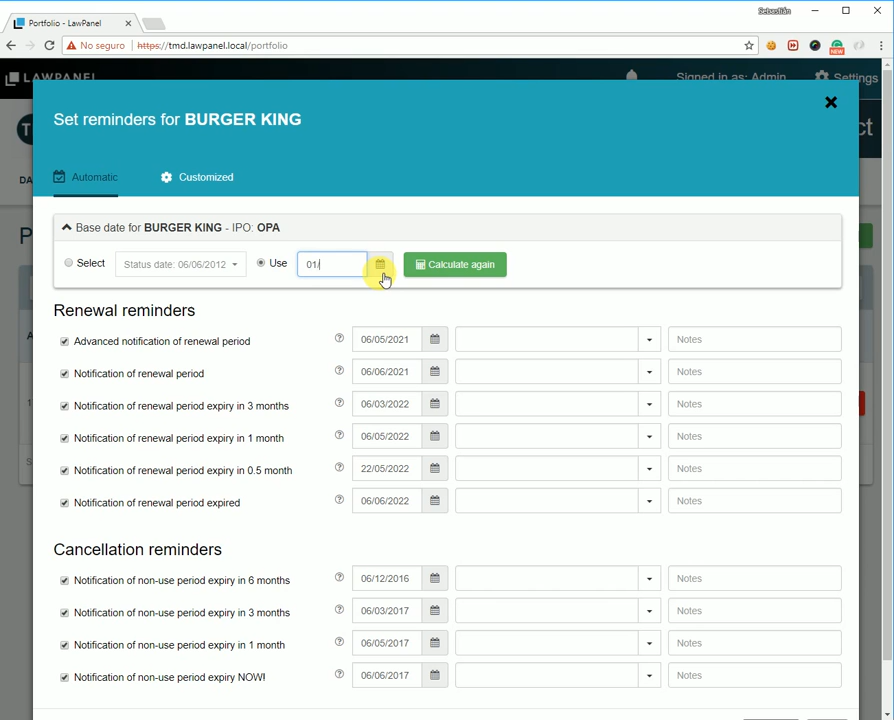 Sebastián
Portfolio - LawPanel
No seguro https://tmd.lawpanel.local/portfolio
NEW
LAWPANEL
Signed in as: Admin Settings
Set reminders for BURGER KING
Automatic Customized
Base date for BURGER KING - IPO: OPA
Select Status date: 06/06/2012 Use 01/ Calculate again
Renewal reminders
Advanced notification of renewal period 06/05/2021 Notes
Notification of renewal period 06/06/2021 Notes
Notification of renewal period expiry in 3 months 06/03/2022 Notes
Notification of renewal period expiry in 1 month 06/05/2022 Notes
Notification of renewal period expiry in 0.5 month 22/05/2022 Notes
Notification of renewal period expired 06/06/2022 Notes
Cancellation reminders
Notification of non-use period expiry in 6 months 06/12/2016 Notes
Notification of non-use period expiry in 3 months 06/03/2017 Notes
Notification of non-use period expiry in 1 month 06/05/2017 Notes
Notification of non-use period expiry NOW! 06/06/2017 Notes